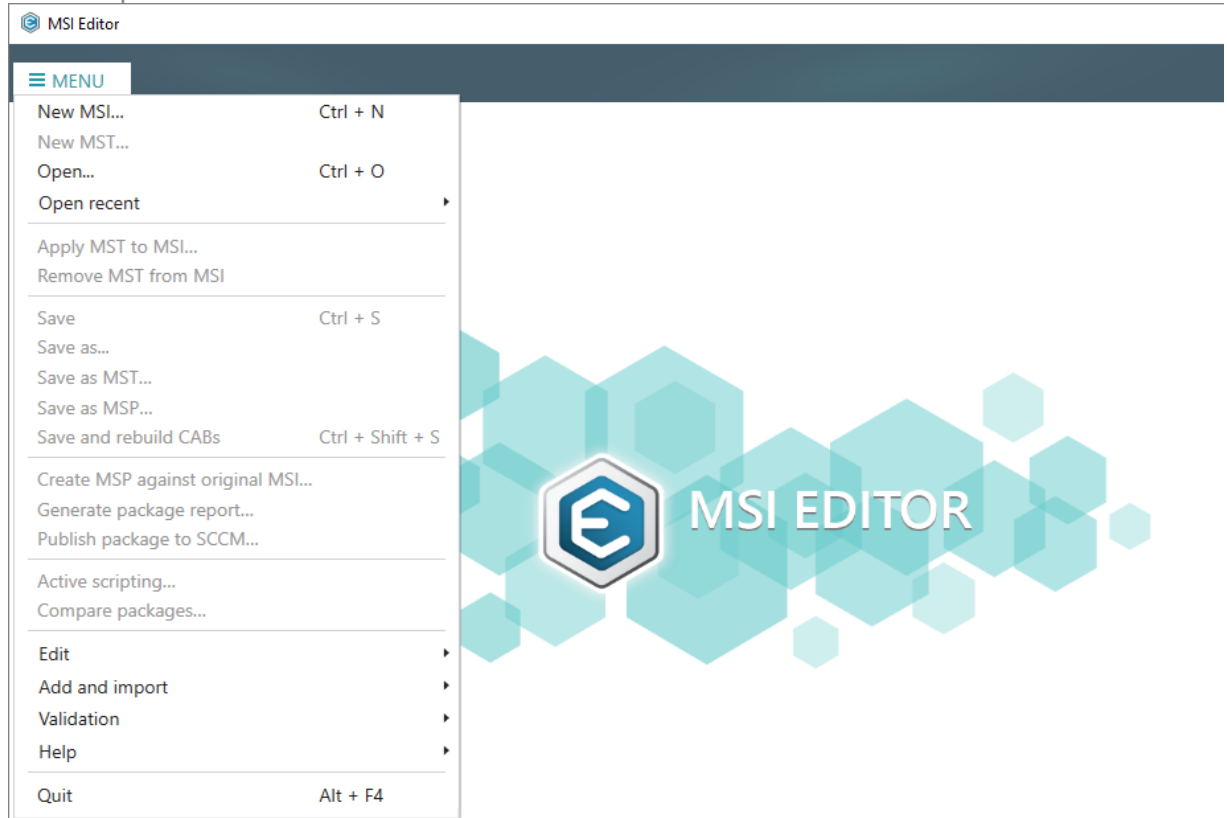 MSI Editor
MENU
New MSI... Ctrl + N
New MST...
Open... Ctrl + O
Open recent
Apply MST to MSI...
Remove MST from MSI
Save Ctrl + S
Save as...
Save as MST...
Save as MSP...
Save and rebuild CABs Ctrl + Shift + S
Create MSP against original MSI...
Generate package report...
Publish package to SCCM...
Active scripting...
Compare packages...
Edit
Add and import
Validation
Help
Quit Alt + F4
MSI EDITOR